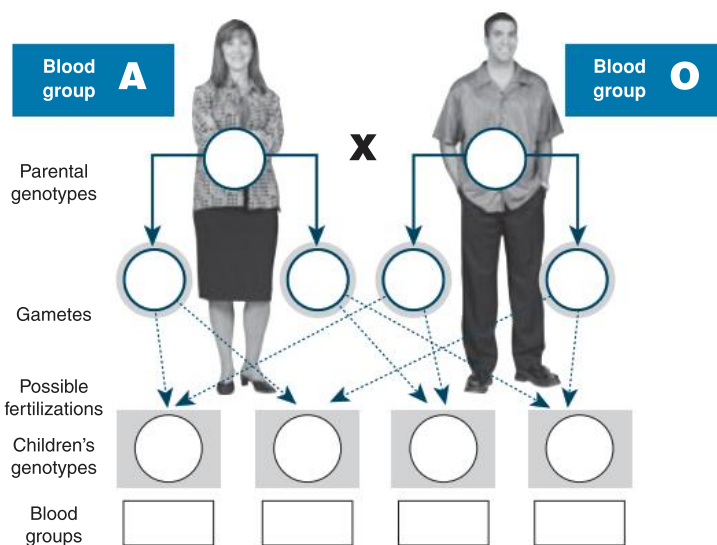 Blood
group A
Blood
group O
X
Parental
genotypes
Gametes
Possible
fertilizations
Children's
genotypes
Blood
groups